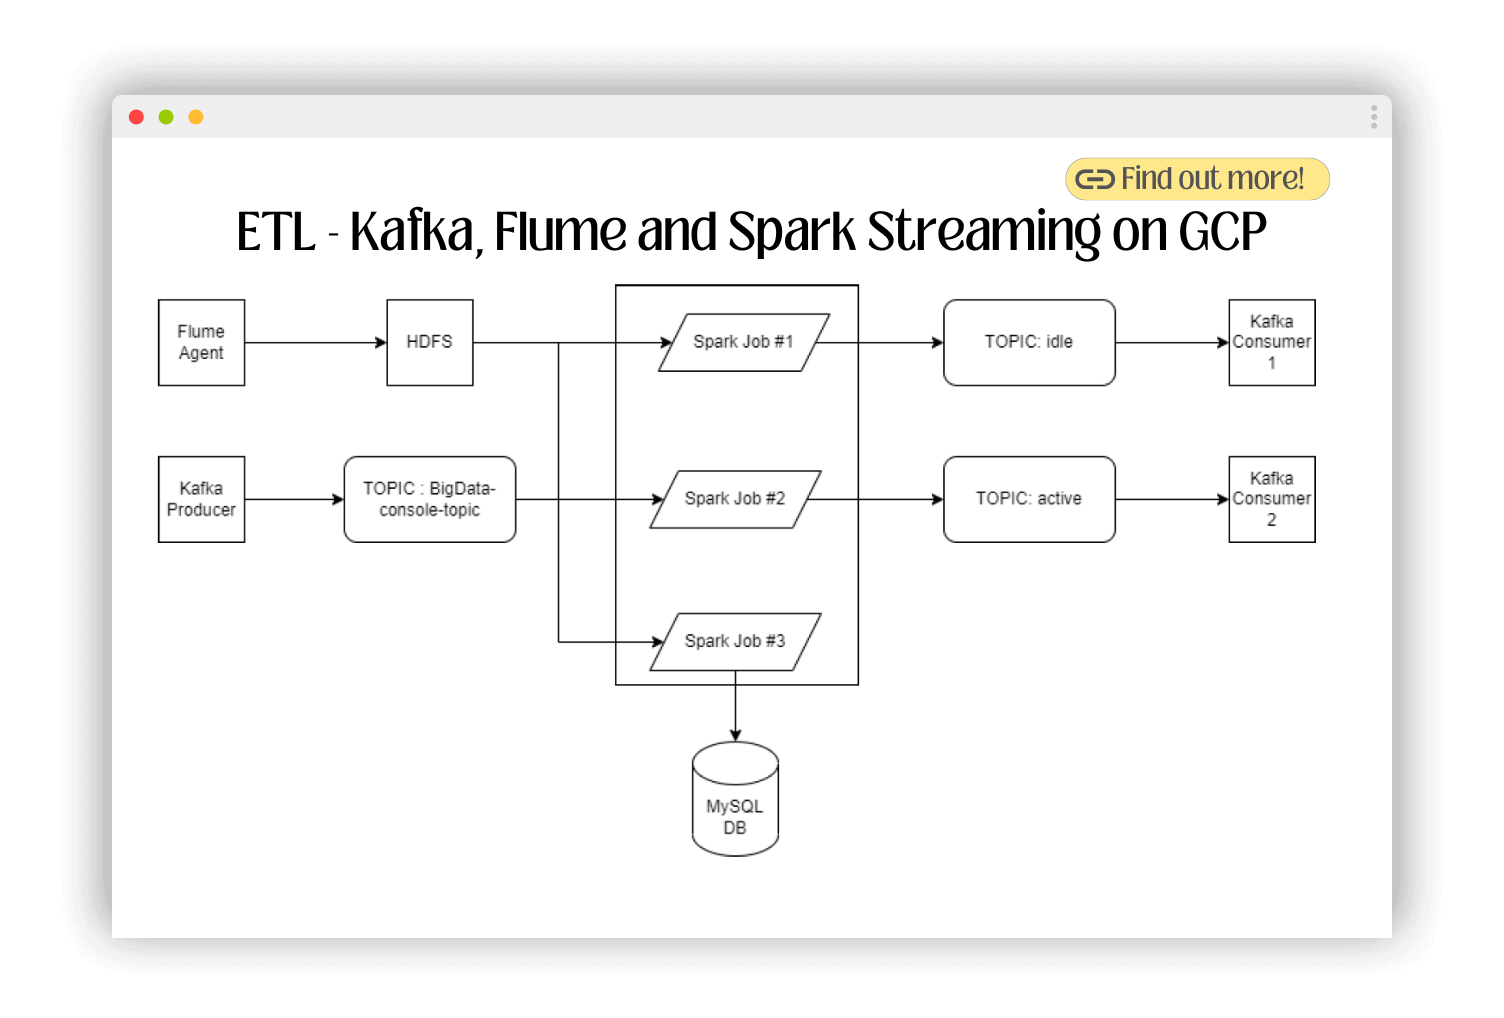 Find out more!
ETL - Kafka, Flume and Spark Streaming on GCP
Flume
Agent
HDFS
Spark Job #1
TOPIC: idle
Kafka
Consumer
1
Kafka
Producer
TOPIC : BigData-
console-topic
Spark Job #2
TOPIC: active
Kafka
Consumer
2
Spark Job #3
MySQL
DB